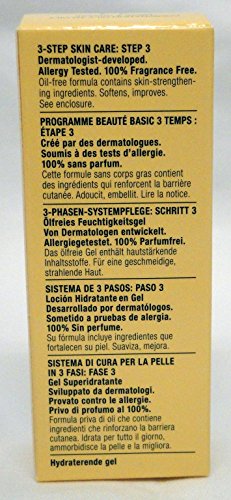 3-STEP SKIN CARE: STEP 3
Dermatologist-developed.
Allergy Tested. 100% Fragrance Free.
Oil-free formula contains skin-strengthen-
ing ingredients. Softens, improves.
See enclosure.
PROGRAMME BEAUTÉ BASIC 3 TEMPS :
ÉTAPE 3
Créé par des dermatologues.
Soumis à des tests d'allergie.
100% sans parfum.
Cette formule sans corps gras contient
des ingrédients qui renforcent la barrière
cutanée. Adoucit, embellit. Lire la notice.
3-PHASEN-SYSTEMPFLEGE: SCHRITT 3
Ölfreies Feuchtigkeitsgel
Von Dermatologen entwickelt.
Allergiegetestet. 100% Parfumfrei.
Das ölfreie Gel enthält hautstärkende
Inhaltsstoffe. Für eine geschmeidige,
strahlende Haut.
SISTEMA DE 3 PASOS: PASO 3
Loción Hidratante en Gel
Desarrollado por dermatólogos.
Sometido a pruebas de alergia.
100% Sin perfume.
Su fórmula incluye ingredientes que
fortalecen su piel. Suaviza, mejora.
SISTEMA DI CURA PER LA PELLE
IN 3 FASI: FASE 3
Gel Superidratante
Sviluppato da dermatologi.
Provato contro le allergie.
Privo di profumo al 100%.
Formula priva di oli che contiene
ingredienti che rinforzano la barriera
cutanea. Idrata per tutto il giorno,
ammorbidisce la pelle e la migliora.
Hydraterende gel